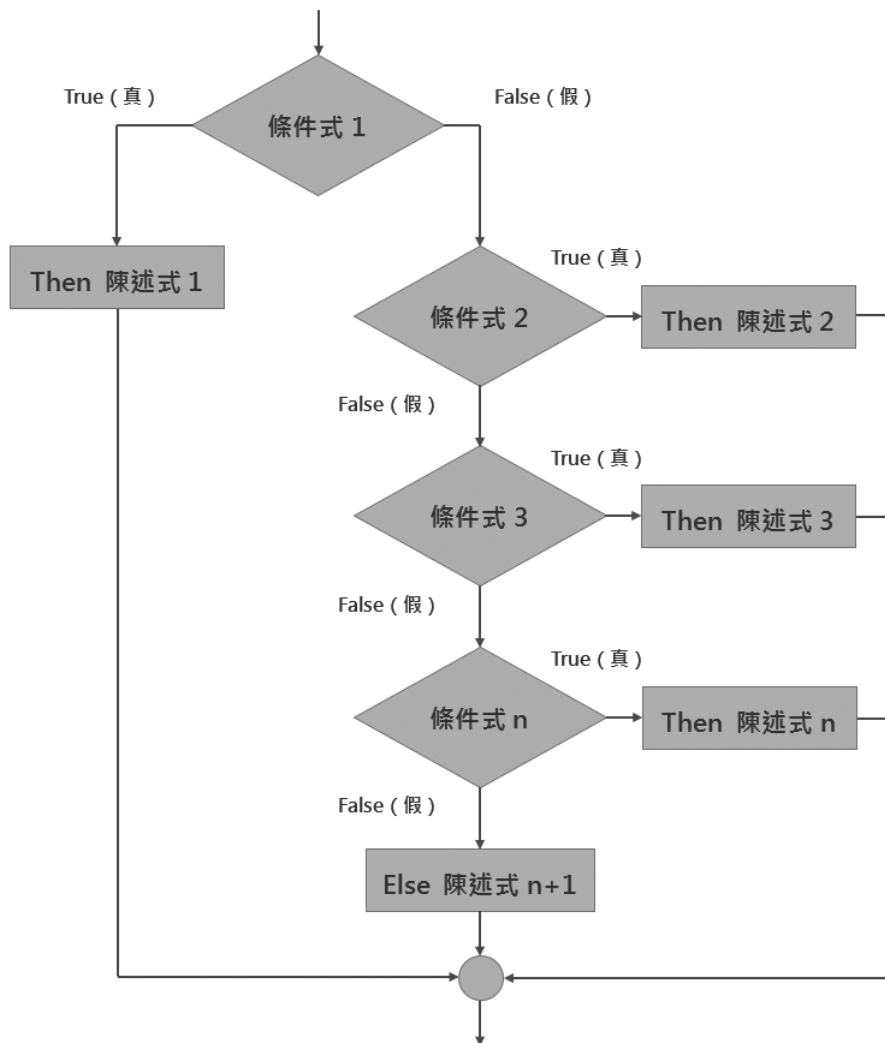 True ( 真 )
False ( 假 )
條件式 1
Then 陳述式 1
True ( 真 )
條件式 2
Then 陳述式 2
False ( 假 )
True ( 真 )
條件式 3
Then 陳述式 3
False ( 假 )
True ( 真 )
條件式 n
Then 陳述式 n
False ( 假 )
Else 陳述式 n+1